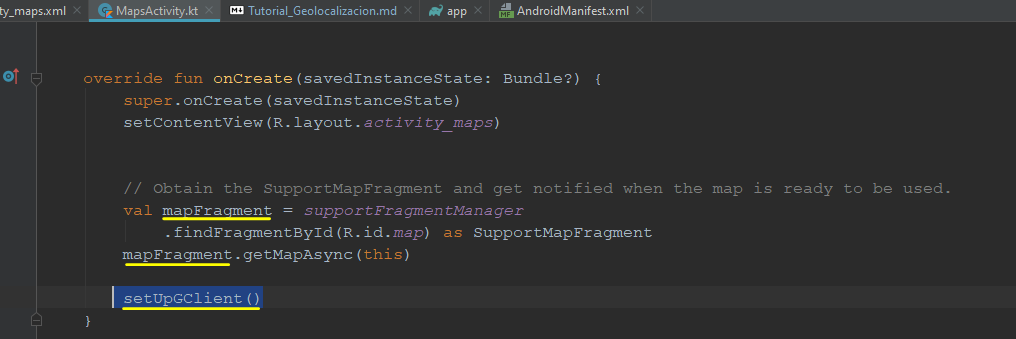 ty_maps.xml MapsActivity.kt Tutorial_Geolocalizacion.md app AndroidManifest.xml
override fun onCreate(savedInstanceState: Bundle?) {
super.onCreate(savedInstanceState)
setContentView(R.layout.activity_maps)
// Obtain the SupportMapFragment and get notified when the map is ready to be used.
val mapFragment = supportFragmentManager
.findFragmentById(R.id.map) as SupportMapFragment
mapFragment.getMapAsync(this)
setUpGClient()
}